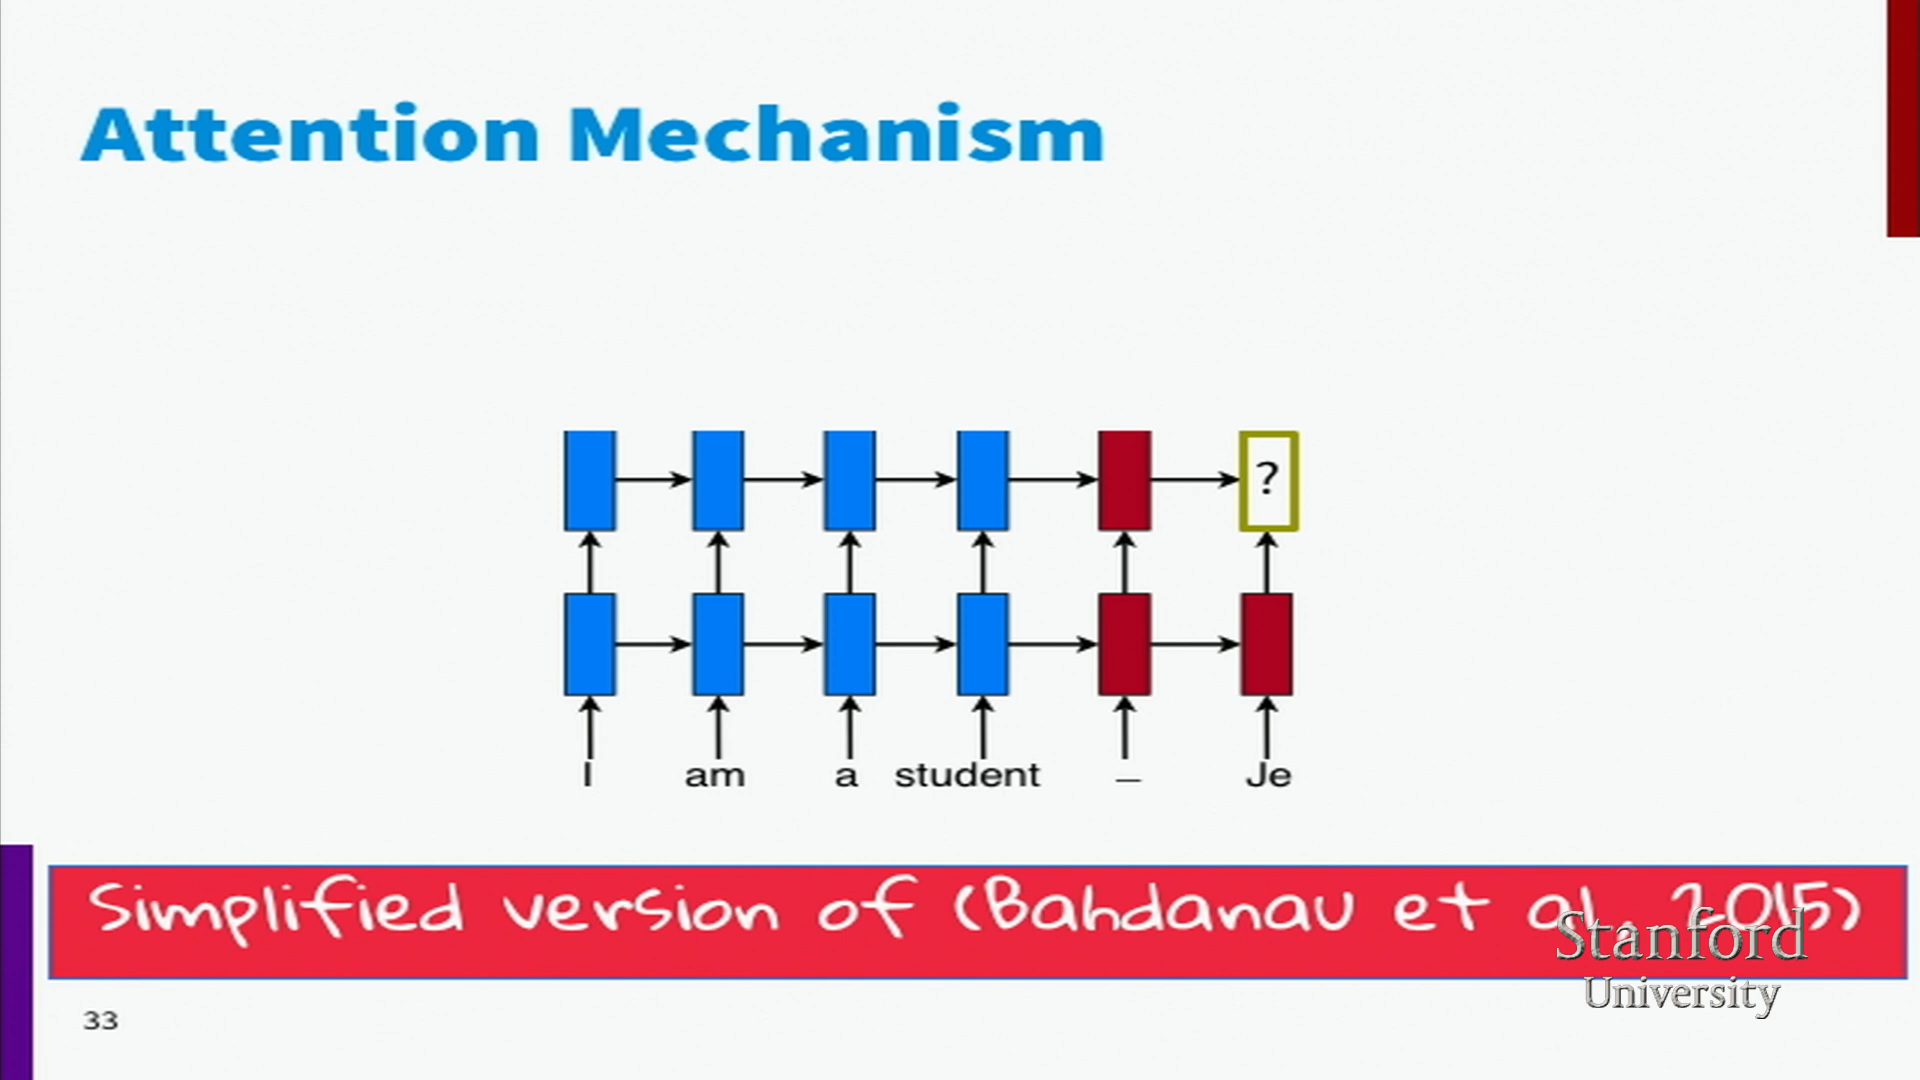 Attention Mechanism
?
I am a student _ Je
Simplified version of (Bahdanau et al., 2015)
Stanford
University
33